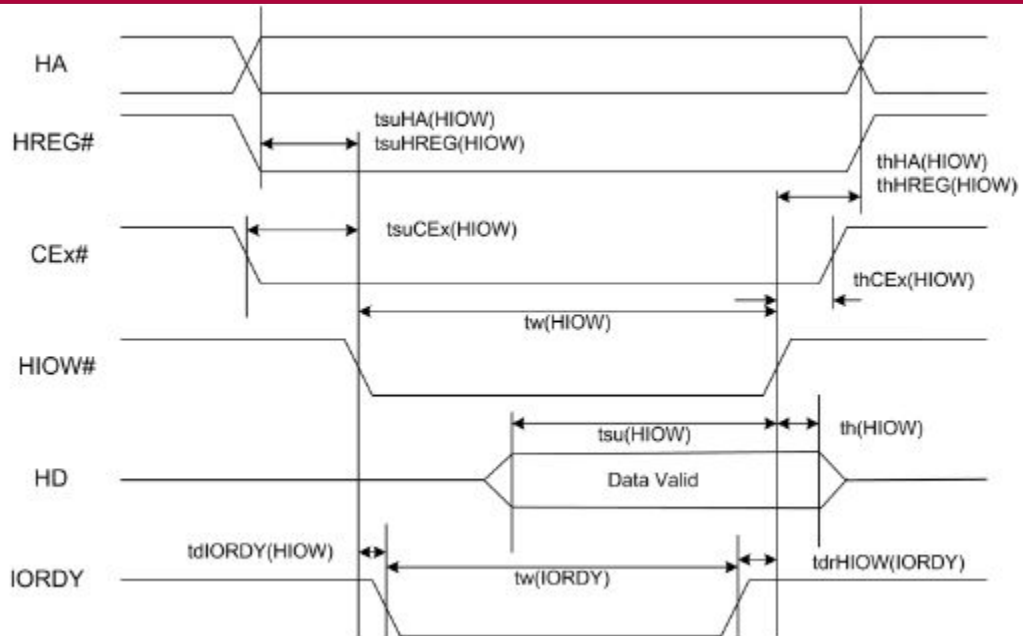 HA
tsuHA(HIOW)
HREG#
tsuHREG(HIOW)
thHA(HIOW)
thHREG(HIOW)
tsuCEx(HIOW)
CEx#
thCEx(HIOW)
tw(HIOW)
HIOW#
tsu(HIOW)
th(HIOW)
HD
Data Valid
tdIORDY(HIOW)
tdrHIOW(IORDY)
IORDY
tw(IORDY)